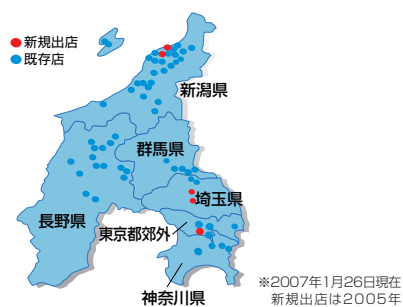 新規出店
既存店
新潟県
群馬県
埼玉県
長野県
東京都郊外
神奈川県
※2007年1月26日現在
新規出店は2005年